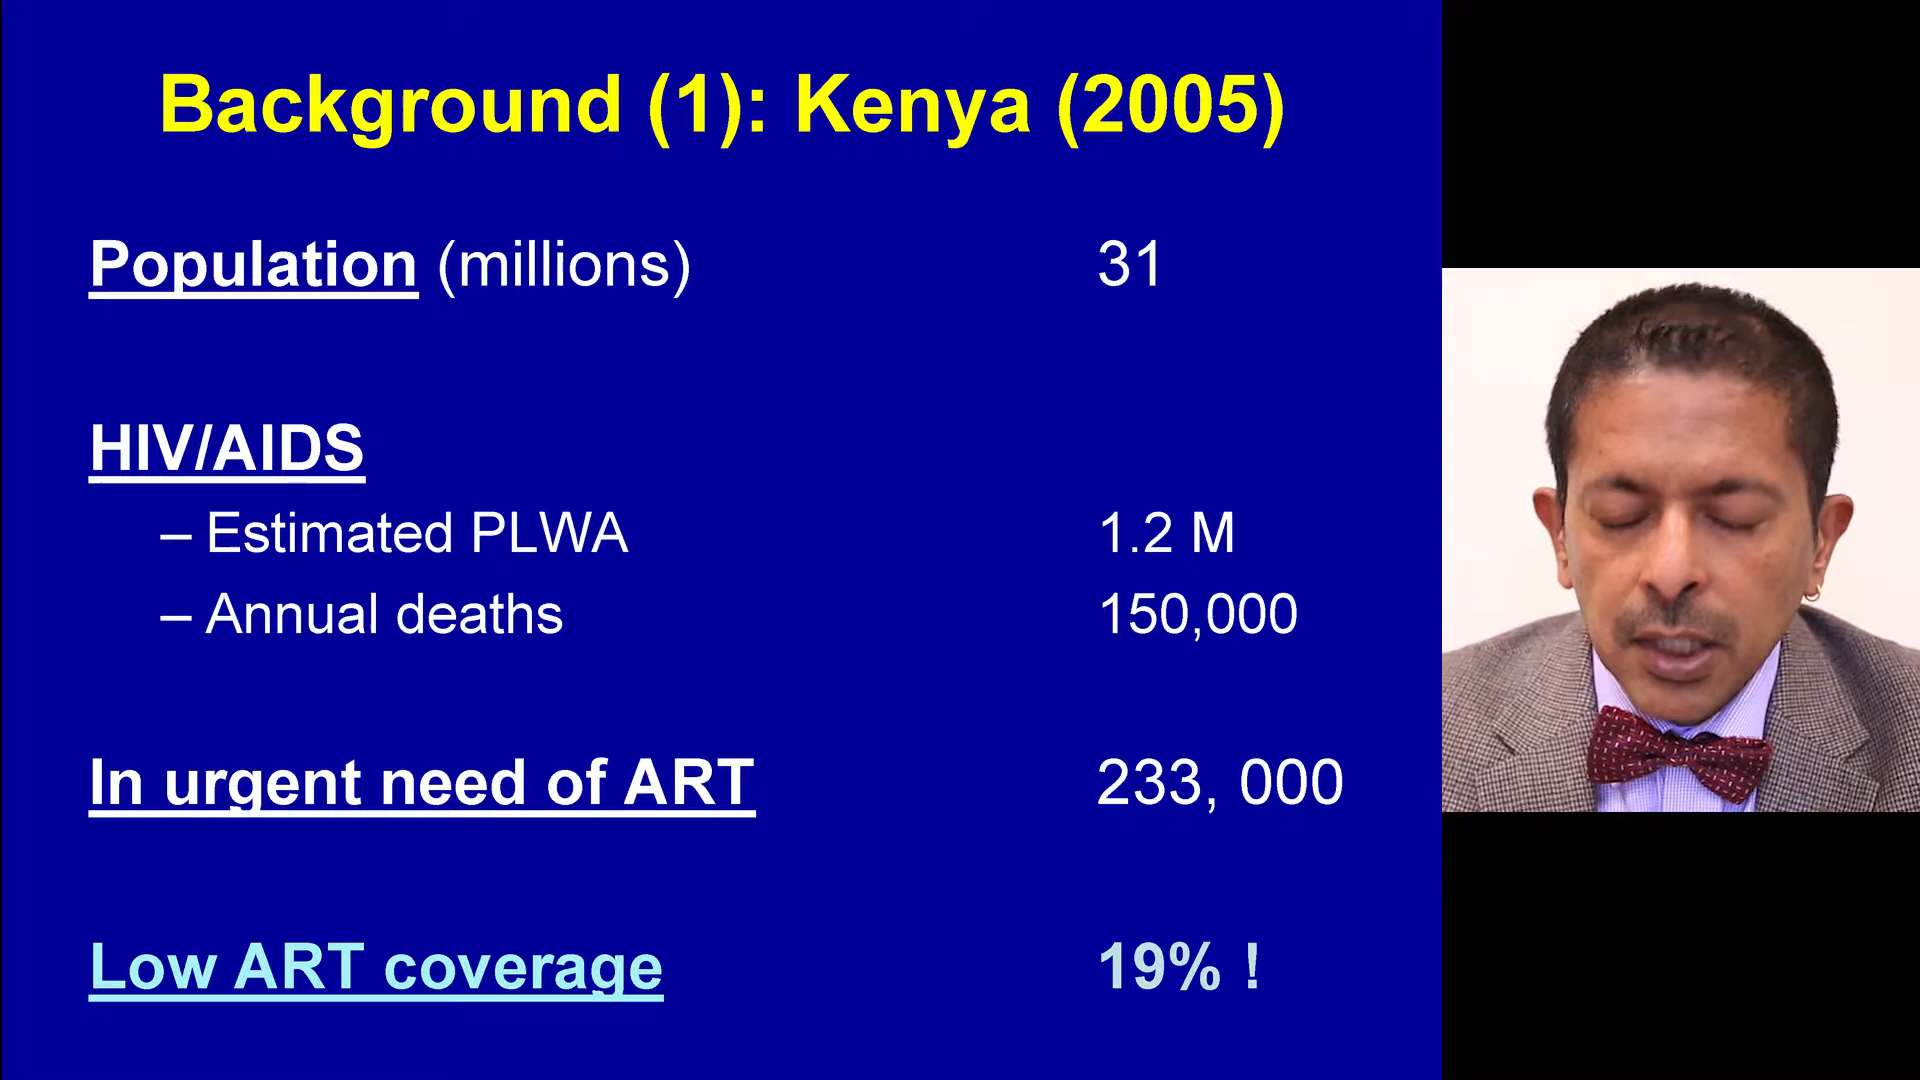 Background (1): Kenya (2005)
Population (millions) 31
HIV/AIDS
– Estimated PLWA 1.2 M
– Annual deaths 150,000
In urgent need of ART 233, 000
Low ART coverage 19% !